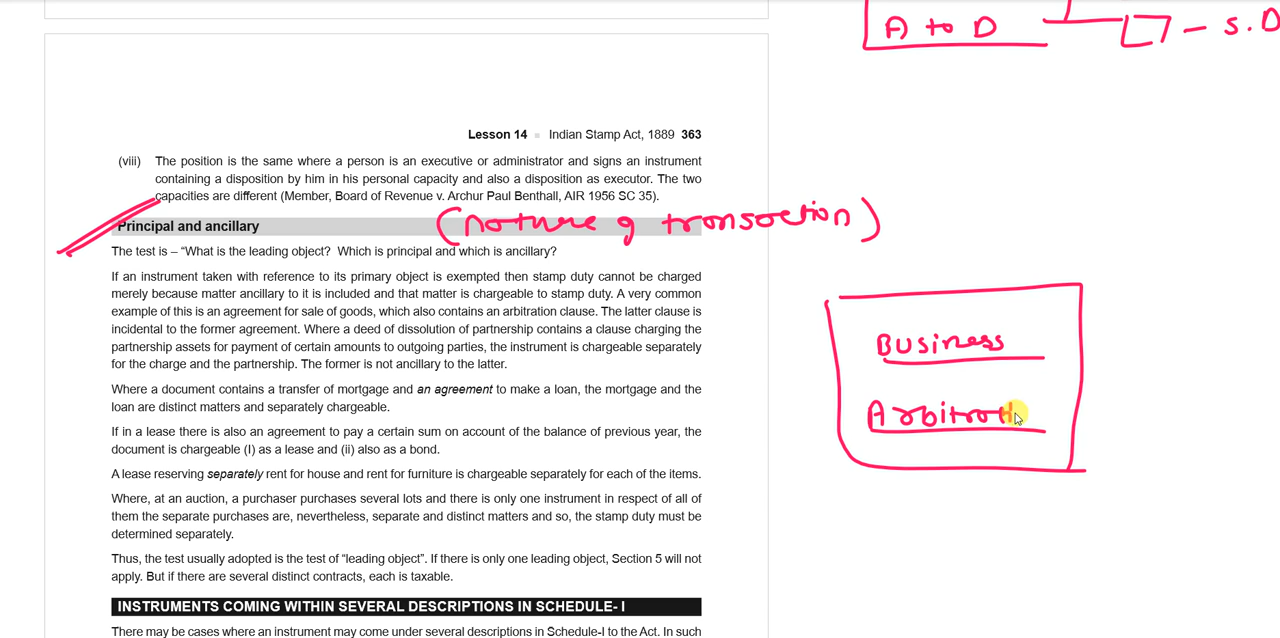 A to D
- S.D
Lesson 14 ■ Indian Stamp Act, 1889 363
(viii) The position is the same where a person is an executive or administrator and signs an instrument
containing a disposition by him in his personal capacity and also a disposition as executor. The two
capacities are different (Member, Board of Revenue v. Archur Paul Benthall, AIR 1956 SC 35).
Principal and ancillary
(nature of transaction)
The test is – “What is the leading object? Which is principal and which is ancillary?
If an instrument taken with reference to its primary object is exempted then stamp duty cannot be charged
merely because matter ancillary to it is included and that matter is chargeable to stamp duty. A very common
example of this is an agreement for sale of goods, which also contains an arbitration clause. The latter clause is
incidental to the former agreement. Where a deed of dissolution of partnership contains a clause charging the
partnership assets for payment of certain amounts to outgoing parties, the instrument is chargeable separately
for the charge and the partnership. The former is not ancillary to the latter.
Business
Where a document contains a transfer of mortgage and an agreement to make a loan, the mortgage and the
loan are distinct matters and separately chargeable.
Arbitrati
If in a lease there is also an agreement to pay a certain sum on account of the balance of previous year, the
document is chargeable (I) as a lease and (ii) also as a bond.
A lease reserving separately rent for house and rent for furniture is chargeable separately for each of the items.
Where, at an auction, a purchaser purchases several lots and there is only one instrument in respect of all of
them the separate purchases are, nevertheless, separate and distinct matters and so, the stamp duty must be
determined separately.
Thus, the test usually adopted is the test of “leading object”. If there is only one leading object, Section 5 will not
apply. But if there are several distinct contracts, each is taxable.
INSTRUMENTS COMING WITHIN SEVERAL DESCRIPTIONS IN SCHEDULE- I
There may be cases where an instrument may come under several descriptions in Schedule-I to the Act. In such